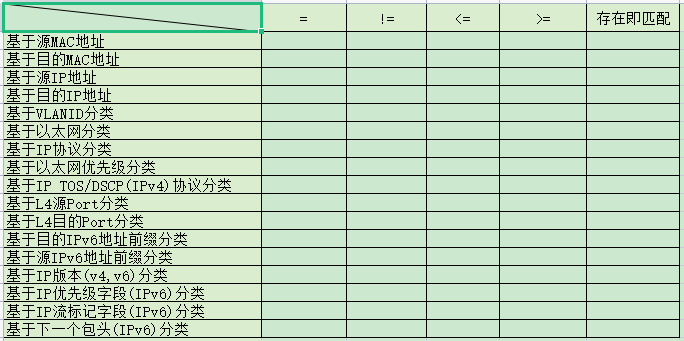 = != <= >= 存在即匹配
基于源MAC地址
基于目的MAC地址
基于源IP地址
基于目的IP地址
基于VLANID分类
基于以太网分类
基于IP协议分类
基于以太网优先级分类
基于IP TOS/DSCP(IPv4)协议分类
基于L4源Port分类
基于L4目的Port分类
基于目的IPv6地址前缀分类
基于源IPv6地址前缀分类
基于IP版本(v4,v6)分类
基于IP优先级字段(IPv6)分类
基于IP流标记字段(IPv6)分类
基于下一个包头(IPv6)分类